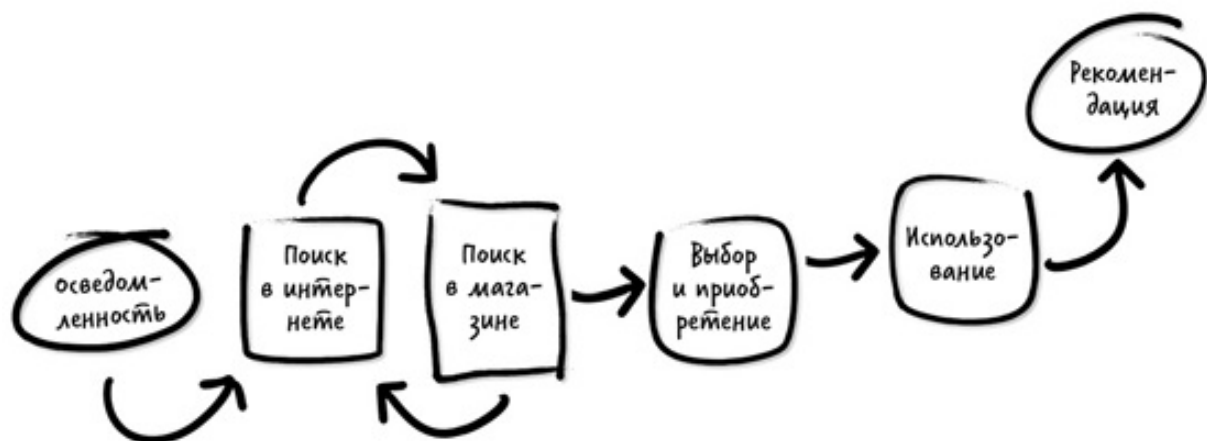 осведом-
ленность
Поиск
в интер-
нете
Поиск
в мага-
зине
Выбор
и приоб-
ретение
Использо-
вание
Рекомен-
дация